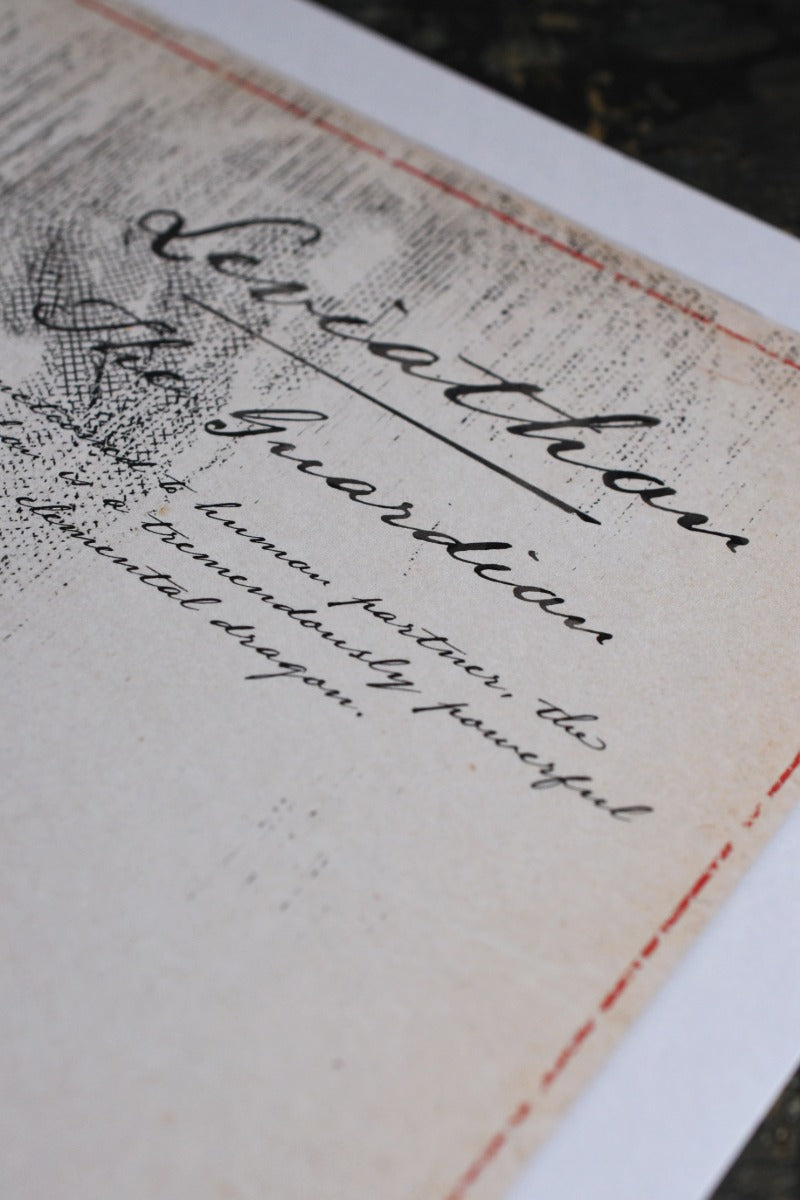 Leviathan
The Guardian
to human partner, the
is a tremendously powerful
elemental dragon.